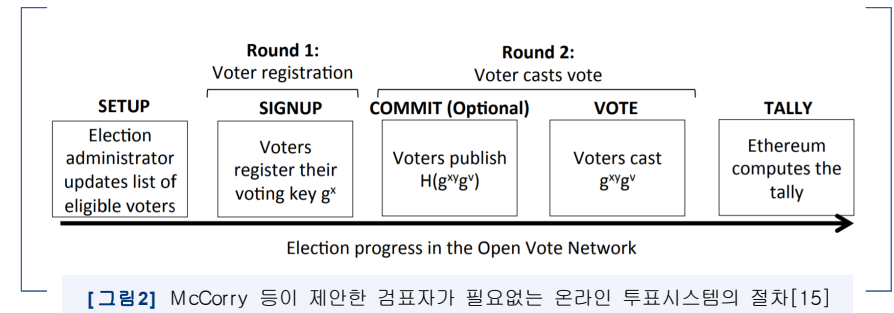 Round 1:
Voter registration
Round 2:
Voter casts vote
SETUP
Election
administrator
updates list of
eligible voters
SIGNUP
Voters
register their
voting key gˣ
COMMIT (Optional)
Voters publish
H(gˣʸgᵛ)
VOTE
Voters cast
gˣʸgᵛ
TALLY
Ethereum
computes the
tally
Election progress in the Open Vote Network
[그림2] McCorry 등이 제안한 검표자가 필요없는 온라인 투표시스템의 절차[15]